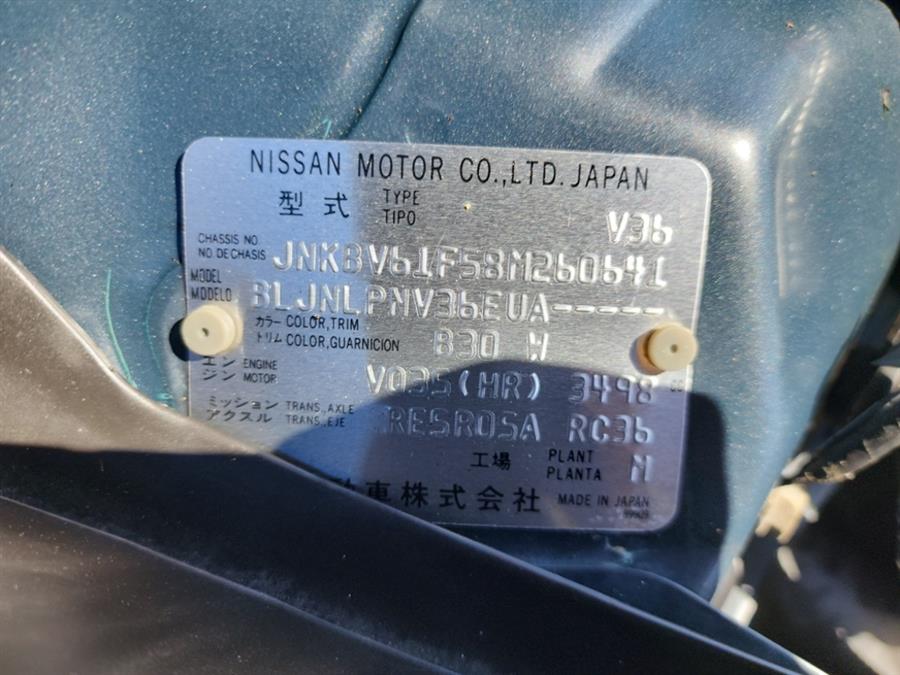 NISSAN MOTOR CO.,LTD. JAPAN
型式 TYPE TIPO V36
CHASSIS NO. NO.DE CHASIS JNKBV61F58M260641
MODEL MODELO BLJNLPNV36EUA-----
カラー COLOR,TRIM
トリム COLOR,GUARNICION B30 W
エンジン ENGINE MOTOR VQ35(HR) 3498 cc
ミッション TRANS.,AXLE
アクスル TRANS.,EJE RE5R05A RC36
工場 PLANT PLANTA M
車株式会社 MADE IN JAPAN